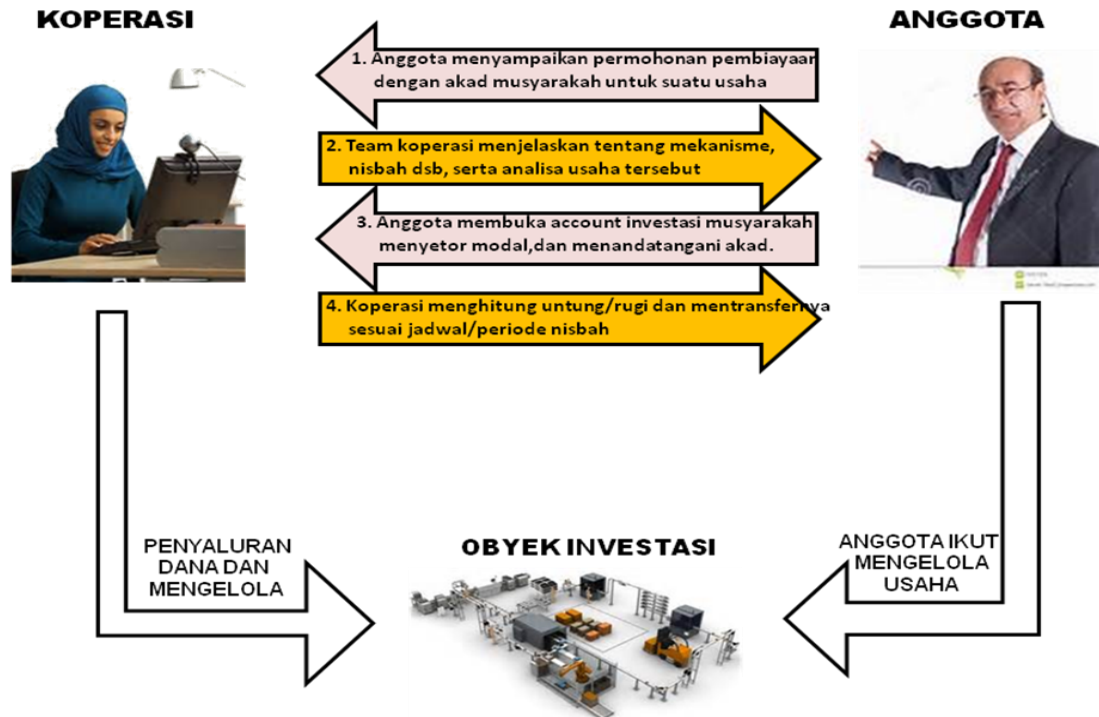 KOPERASI
ANGGOTA
1. Anggota menyampaikan permohonan pembiayaan
dengan akad musyarakah untuk suatu usaha
2. Team koperasi menjelaskan tentang mekanisme,
nisbah dsb, serta analisa usaha tersebut
3. Anggota membuka account investasi musyarakah
menyetor modal,dan menandatangani akad.
4. Koperasi menghitung untung/rugi dan mentransfernya
sesuai jadwal/periode nisbah
PENYALURAN
DANA DAN
MENGELOLA
OBYEK INVESTASI
ANGGOTA IKUT
MENGELOLA
USAHA